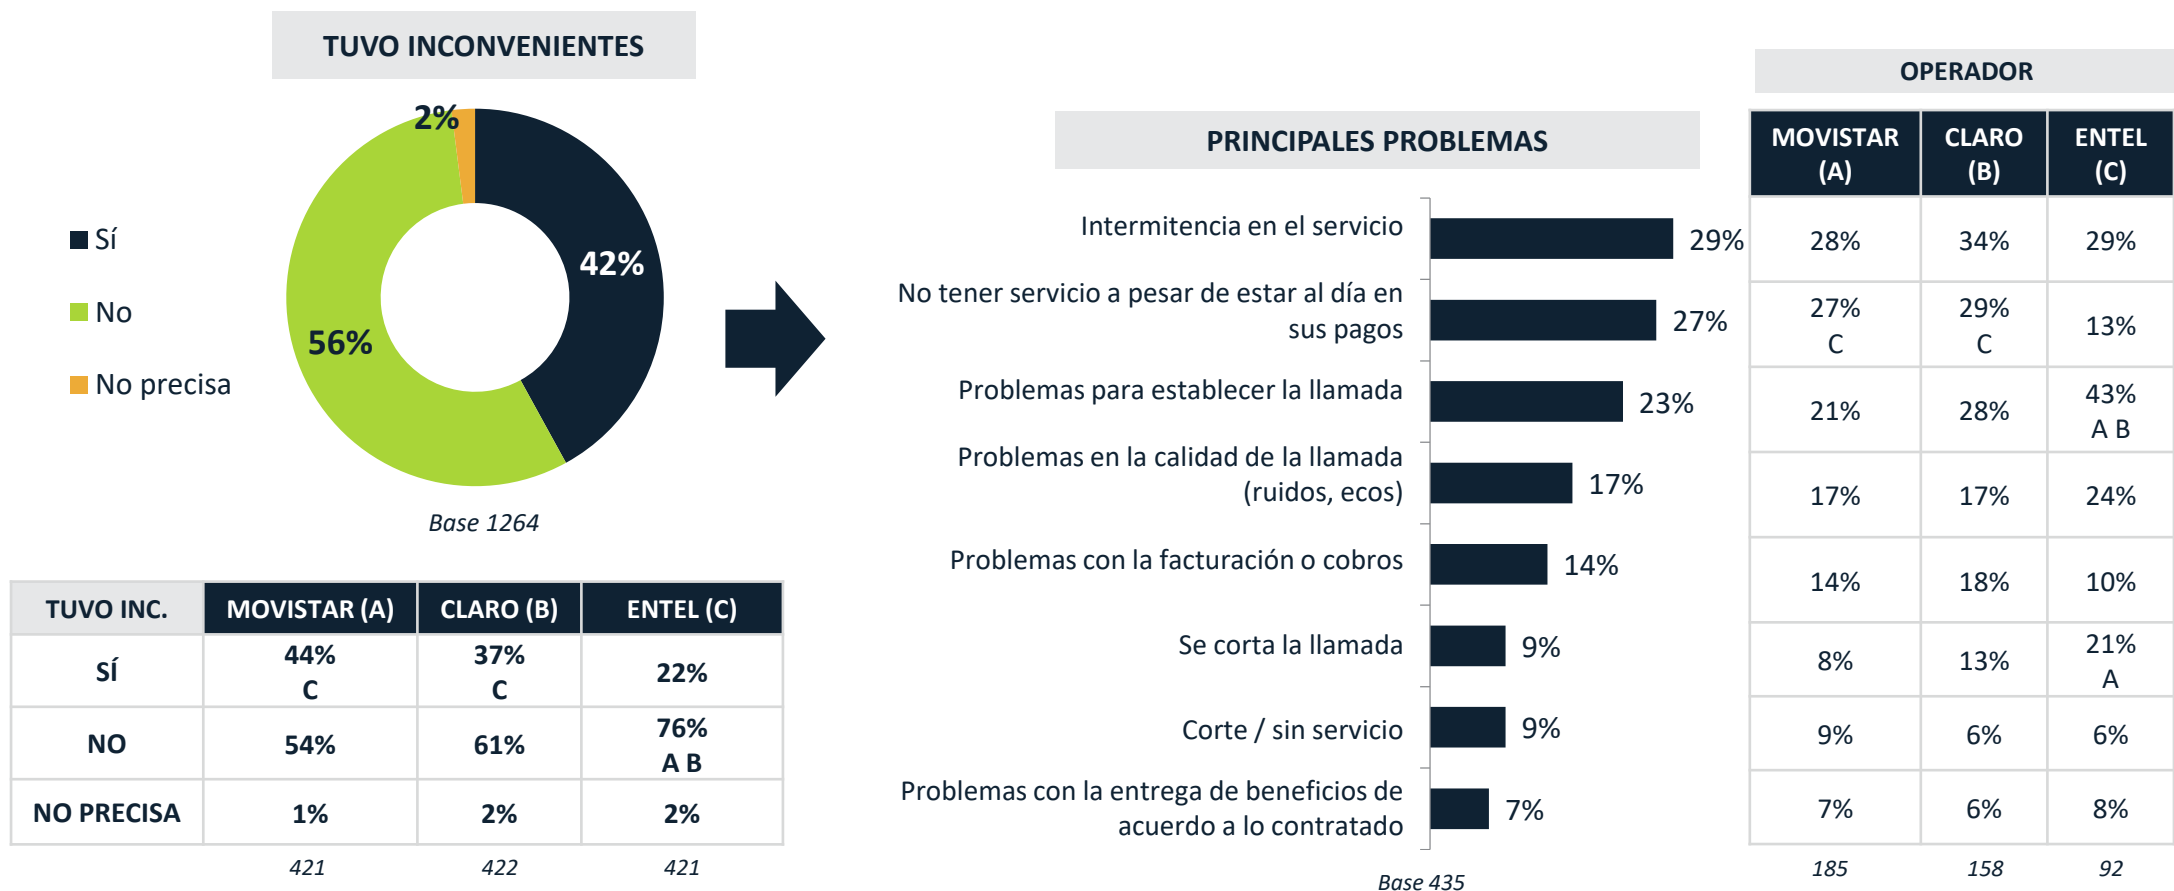 TUVO INCONVENIENTES
2%
42%
56%
Sí
No
No precisa
Base 1264
TUVO INC. MOVISTAR (A) CLARO (B) ENTEL (C)
SÍ 44% C 37% C 22%
NO 54% 61% 76% A B
NO PRECISA 1% 2% 2%
421 422 421
PRINCIPALES PROBLEMAS
Intermitencia en el servicio
29%
No tener servicio a pesar de estar al día en
sus pagos
27%
Problemas para establecer la llamada
23%
Problemas en la calidad de la llamada
(ruidos, ecos)
17%
Problemas con la facturación o cobros
14%
Se corta la llamada
9%
Corte / sin servicio
9%
Problemas con la entrega de beneficios de
acuerdo a lo contratado
7%
Base 435
OPERADOR
MOVISTAR (A) CLARO (B) ENTEL (C)
28% 34% 29%
27% C 29% C 13%
21% 28% 43% A B
17% 17% 24%
14% 18% 10%
8% 13% 21% A
9% 6% 6%
7% 6% 8%
185 158 92